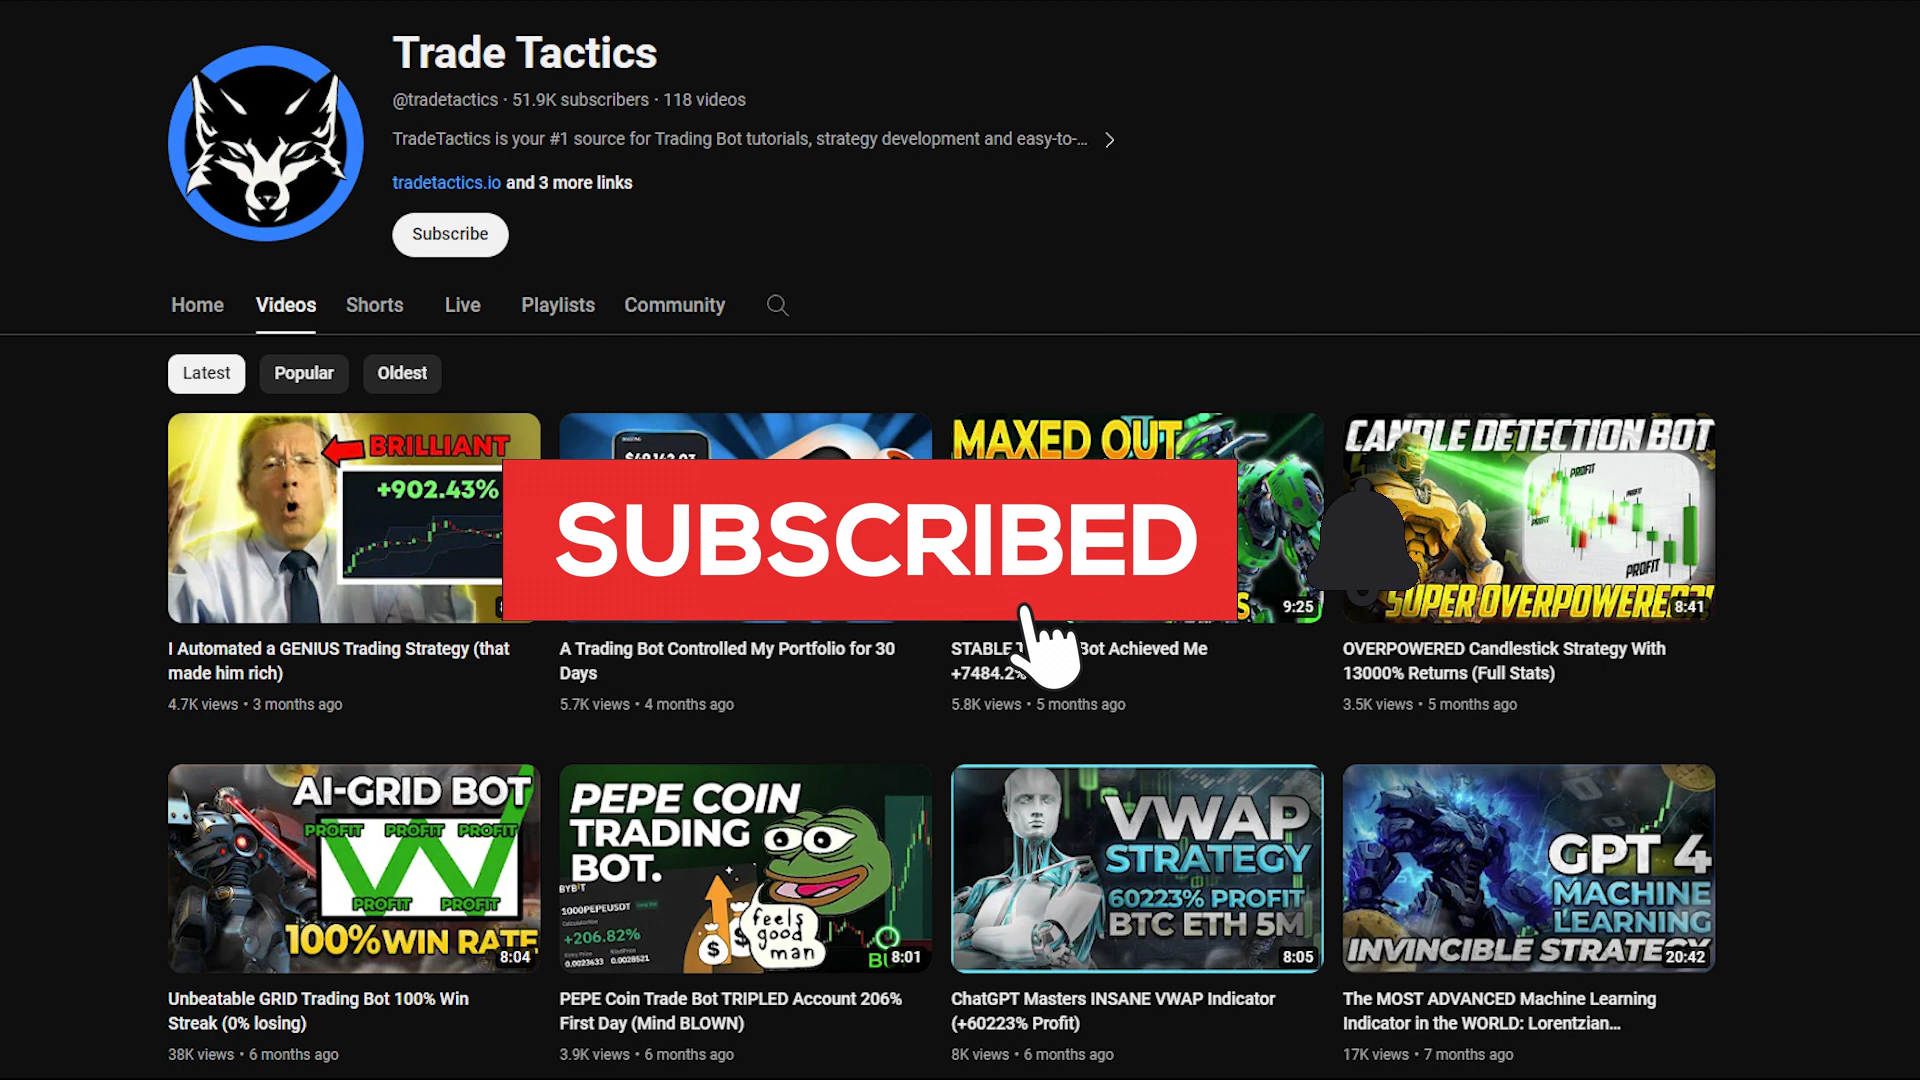 Trade Tactics
@tradetactics · 51.9K subscribers · 118 videos
TradeTactics is your #1 source for Trading Bot tutorials, strategy development and easy-to-...
tradetactics.io and 3 more links
Subscribe
Home Videos Shorts Live Playlists Community
Latest Popular Oldest
BRILLIANT
+902.43%
MAXED OUT
9:25
CANDLE DETECTION BOT
PROFIT
PROFIT
PROFIT
PROFIT
SUPER OVERPOWERED
8:41
SUBSCRIBED
I Automated a GENIUS Trading Strategy (that
made him rich)
4.7K views • 3 months ago
A Trading Bot Controlled My Portfolio for 30
Days
5.7K views • 4 months ago
STABLE Bot Achieved Me
+7484.2%
5.8K views • 5 months ago
OVERPOWERED Candlestick Strategy With
13000% Returns (Full Stats)
3.5K views • 5 months ago
AI-GRID BOT
PROFIT PROFIT PROFIT
PROFIT PROFIT
100% WIN RATE
8:04
PEPE COIN
TRADING
BOT.
BYBIT
1000PEPEUSDT
+206.82%
0.0023433 0.0028521
feels
good
man
8:01
VWAP
STRATEGY
60223% PROFIT
BTC ETH 5M
8:05
GPT 4
MACHINE
LEARNING
INVINCIBLE STRATEGY
20:42
Unbeatable GRID Trading Bot 100% Win
Streak (0% losing)
38K views • 6 months ago
PEPE Coin Trade Bot TRIPLED Account 206%
First Day (Mind BLOWN)
3.9K views • 6 months ago
ChatGPT Masters INSANE VWAP Indicator
(+60223% Profit)
8K views • 6 months ago
The MOST ADVANCED Machine Learning
Indicator in the WORLD: Lorentzian...
17K views • 7 months ago